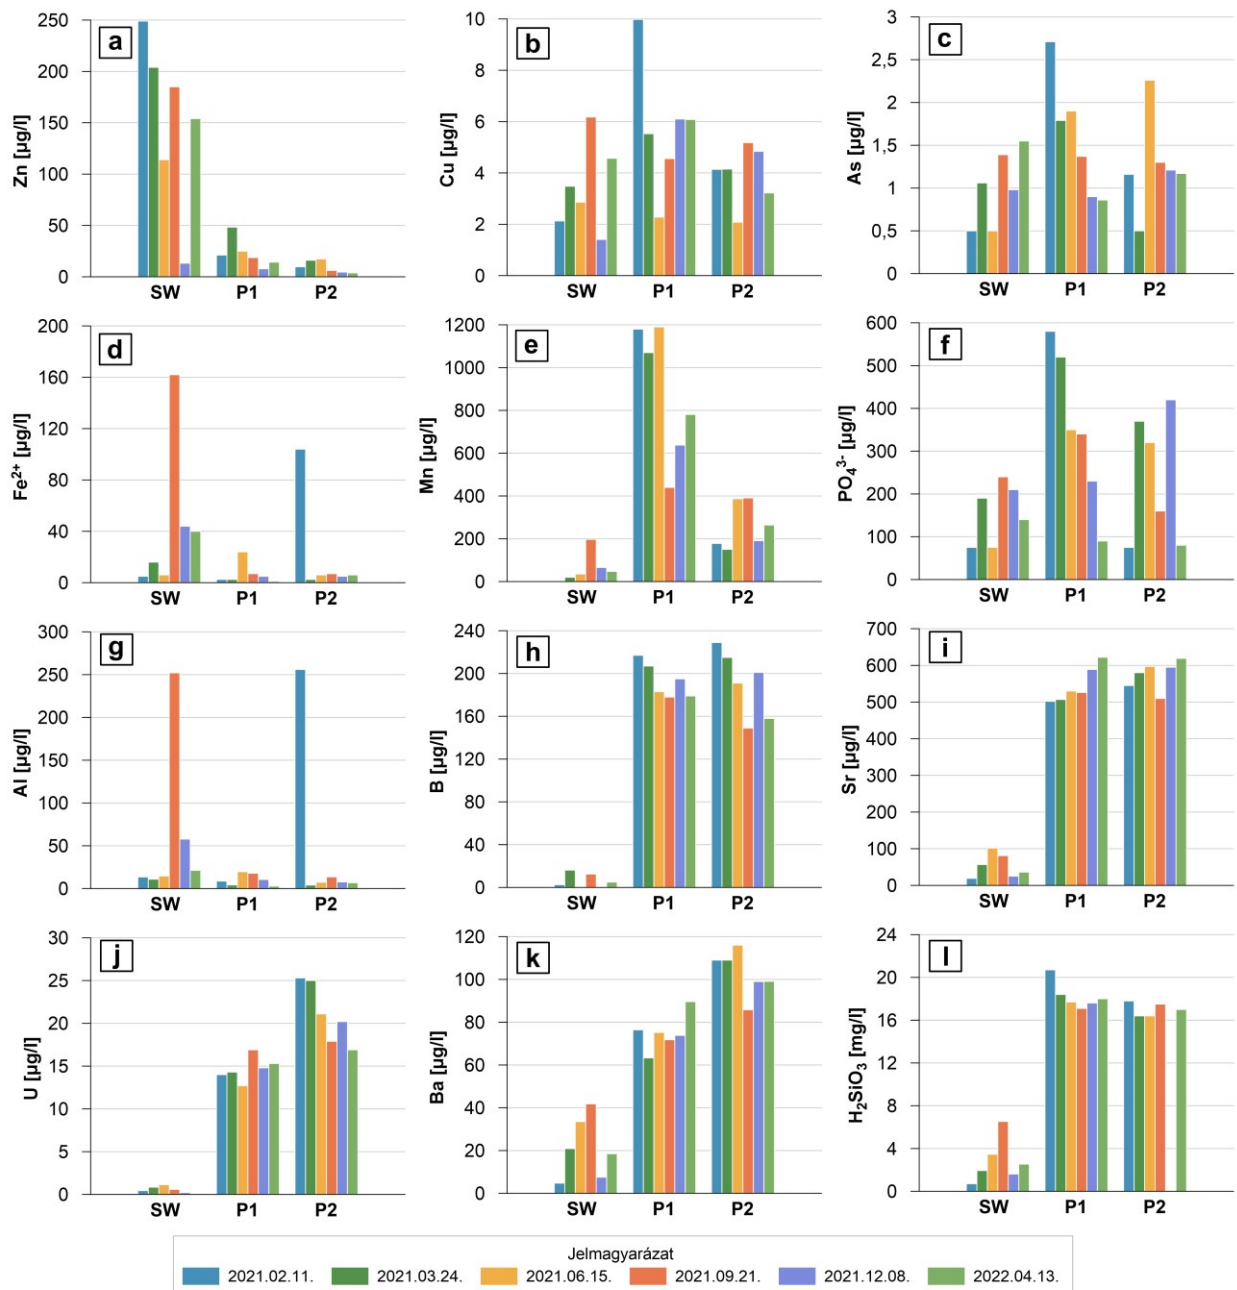 a
Zn [µg/l]
250
200
150
100
50
0
SW P1 P2
b
Cu [µg/l]
10
8
6
4
2
0
SW P1 P2
c
As [µg/l]
3
2,5
2
1,5
1
0,5
0
SW P1 P2
d
Fe²⁺ [µg/l]
200
160
120
80
40
0
SW P1 P2
e
Mn [µg/l]
1200
1000
800
600
400
200
0
SW P1 P2
f
PO₄³⁻ [µg/l]
600
500
400
300
200
100
0
SW P1 P2
g
Al [µg/l]
300
250
200
150
100
50
0
SW P1 P2
h
B [µg/l]
240
200
160
120
80
40
0
SW P1 P2
i
Sr [µg/l]
700
600
500
400
300
200
100
0
SW P1 P2
j
U [µg/l]
30
25
20
15
10
5
0
SW P1 P2
k
Ba [µg/l]
120
100
80
60
40
20
0
SW P1 P2
l
H₂SiO₃ [mg/l]
24
20
16
12
8
4
0
SW P1 P2
Jelmagyarázat
2021.02.11. 2021.03.24. 2021.06.15. 2021.09.21. 2021.12.08. 2022.04.13.